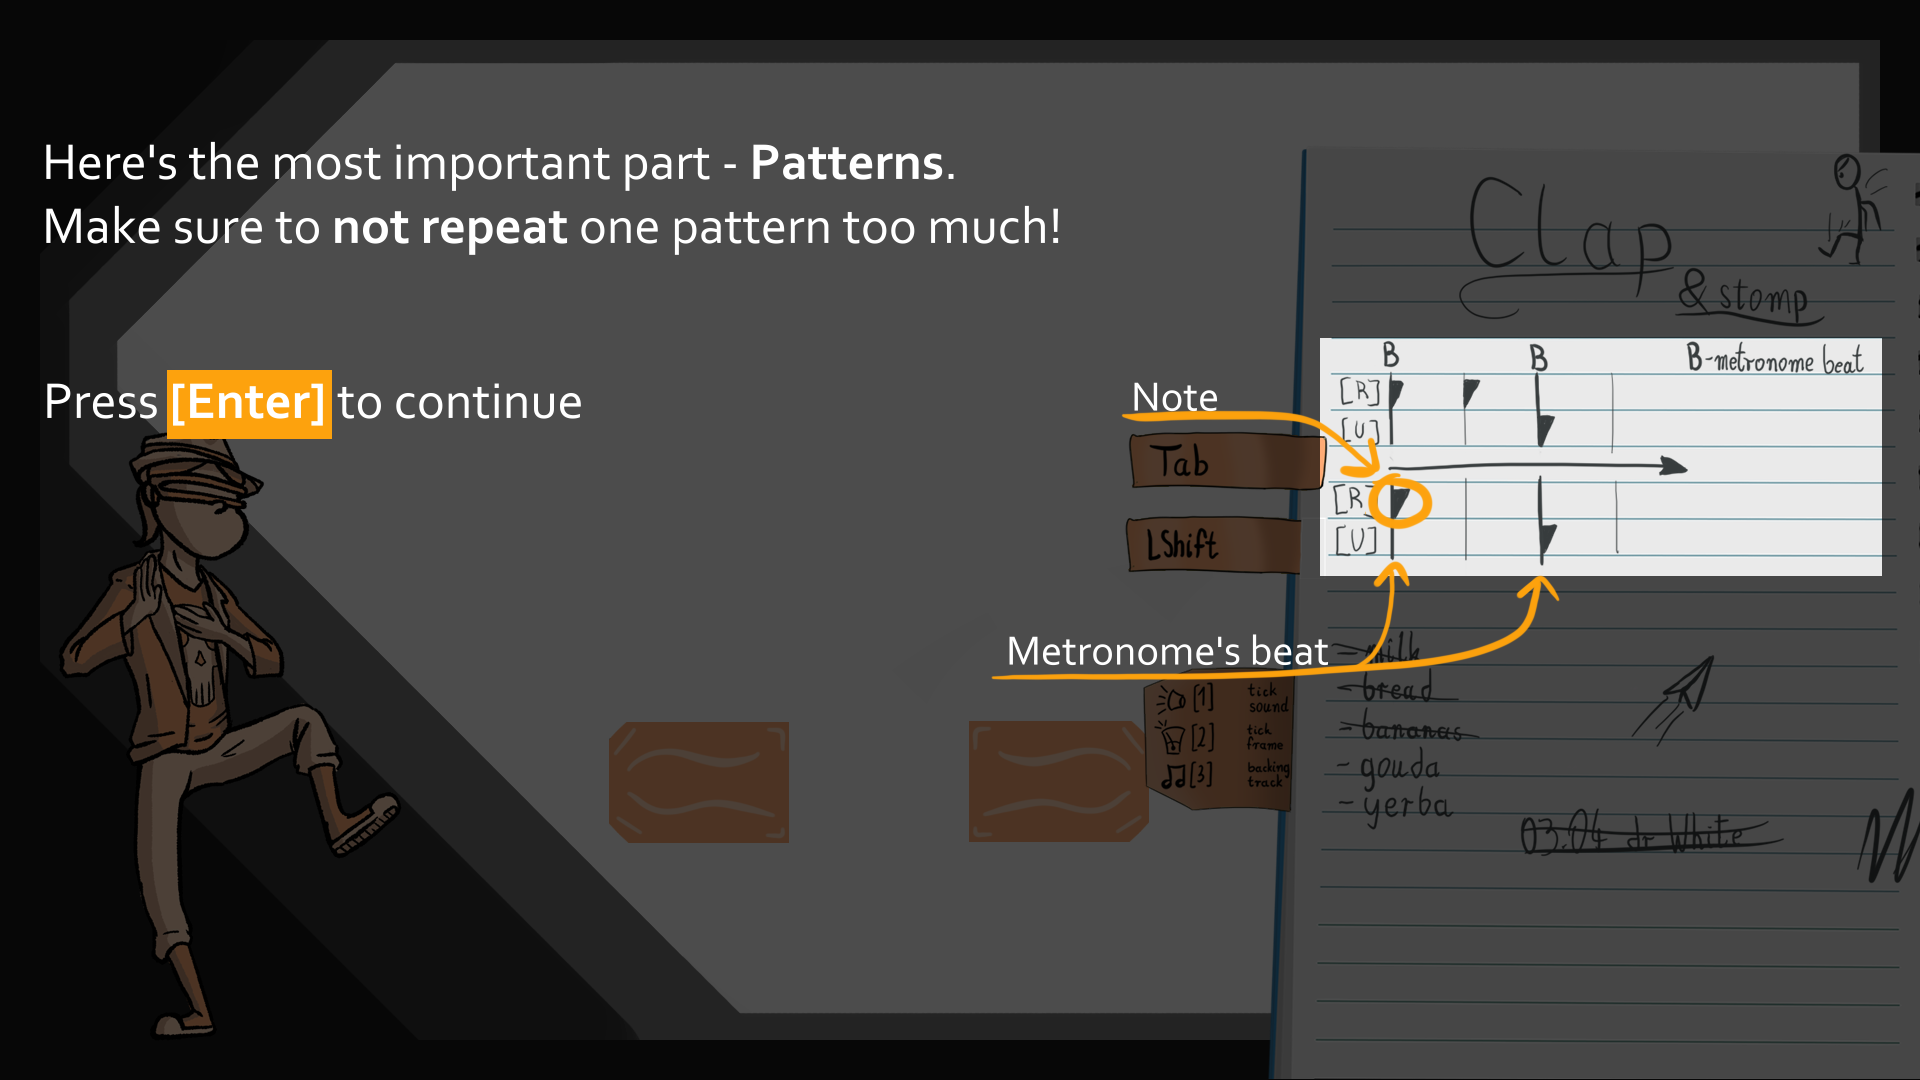 Here's the most important part - Patterns.
Make sure to not repeat one pattern too much!
Press [Enter] to continue
Note
Tab
LShift
Metronome's beat
[1] tick sound
[2] tick frame
[3] backing track
Clap
& stomp
B B B-metronome beat
[R]
[U]
[R]
[U]
- milk
- bread
- bananas
- gouda
- yerba
03.04 dr White